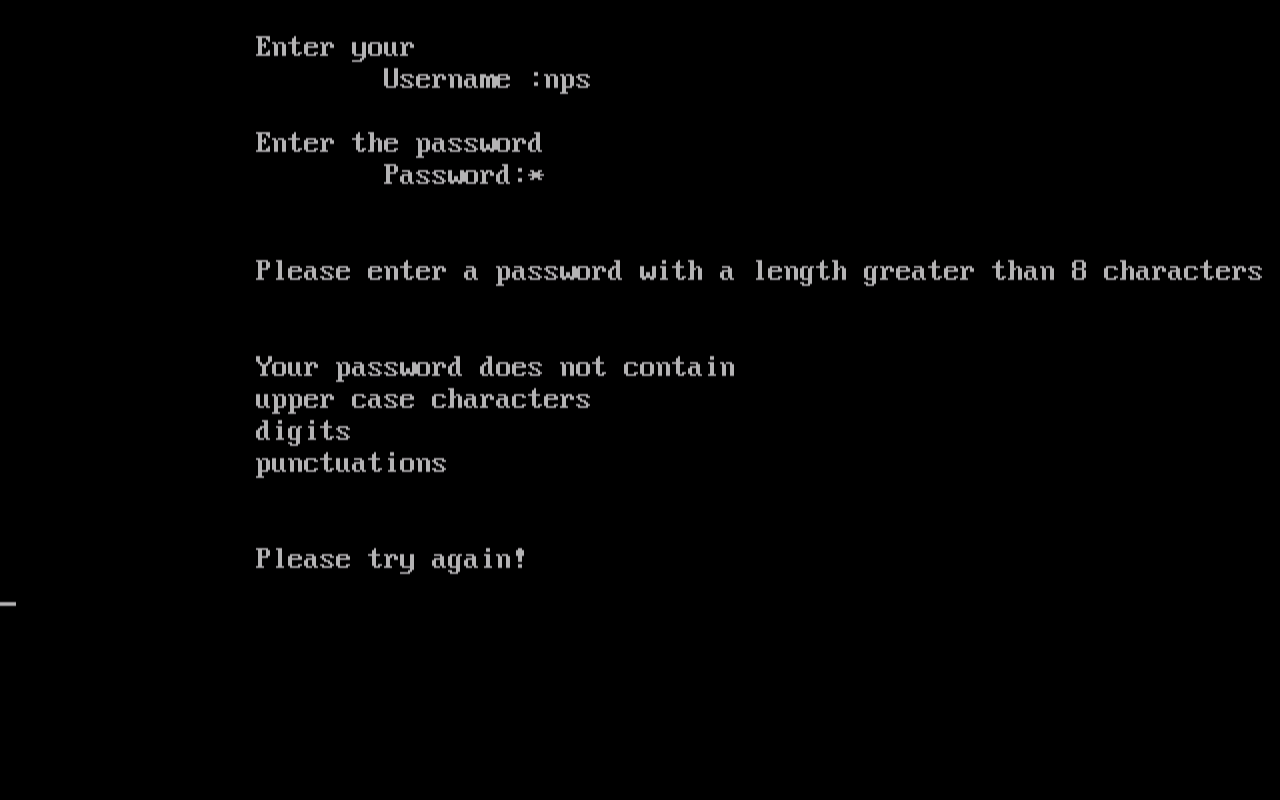 Enter your
Username :nps
Enter the password
Password:*
Please enter a password with a length greater than 8 characters
Your password does not contain
upper case characters
digits
punctuations
Please try again!